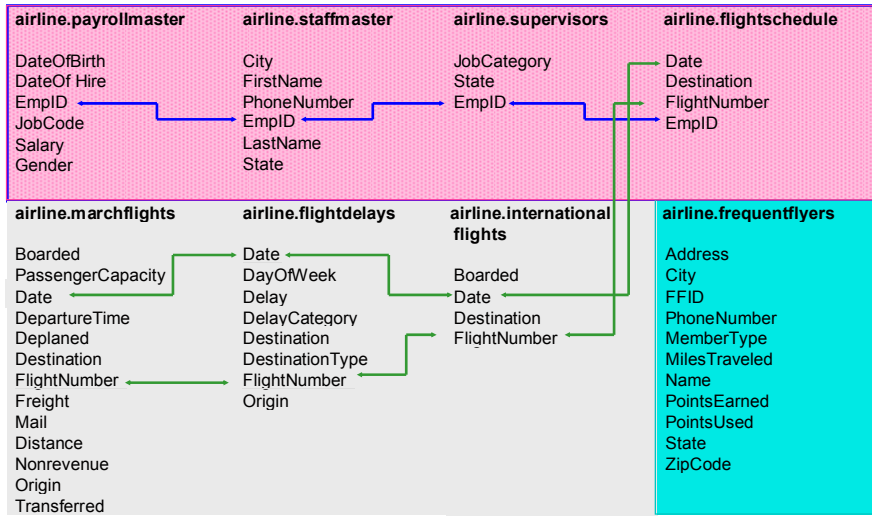 airline.payrollmaster
DateOfBirth
DateOf Hire
EmpID
JobCode
Salary
Gender
airline.staffmaster
City
FirstName
PhoneNumber
EmpID
LastName
State
airline.supervisors
JobCategory
State
EmpID
airline.flightschedule
Date
Destination
FlightNumber
EmpID
airline.marchflights
Boarded
PassengerCapacity
Date
DepartureTime
Deplaned
Destination
FlightNumber
Freight
Mail
Distance
Nonrevenue
Origin
Transferred
airline.flightdelays
Date
DayOfWeek
Delay
DelayCategory
Destination
DestinationType
FlightNumber
Origin
airline.international
flights
Boarded
Date
Destination
FlightNumber
airline.frequentflyers
Address
City
FFID
PhoneNumber
MemberType
MilesTraveled
Name
PointsEarned
PointsUsed
State
ZipCode